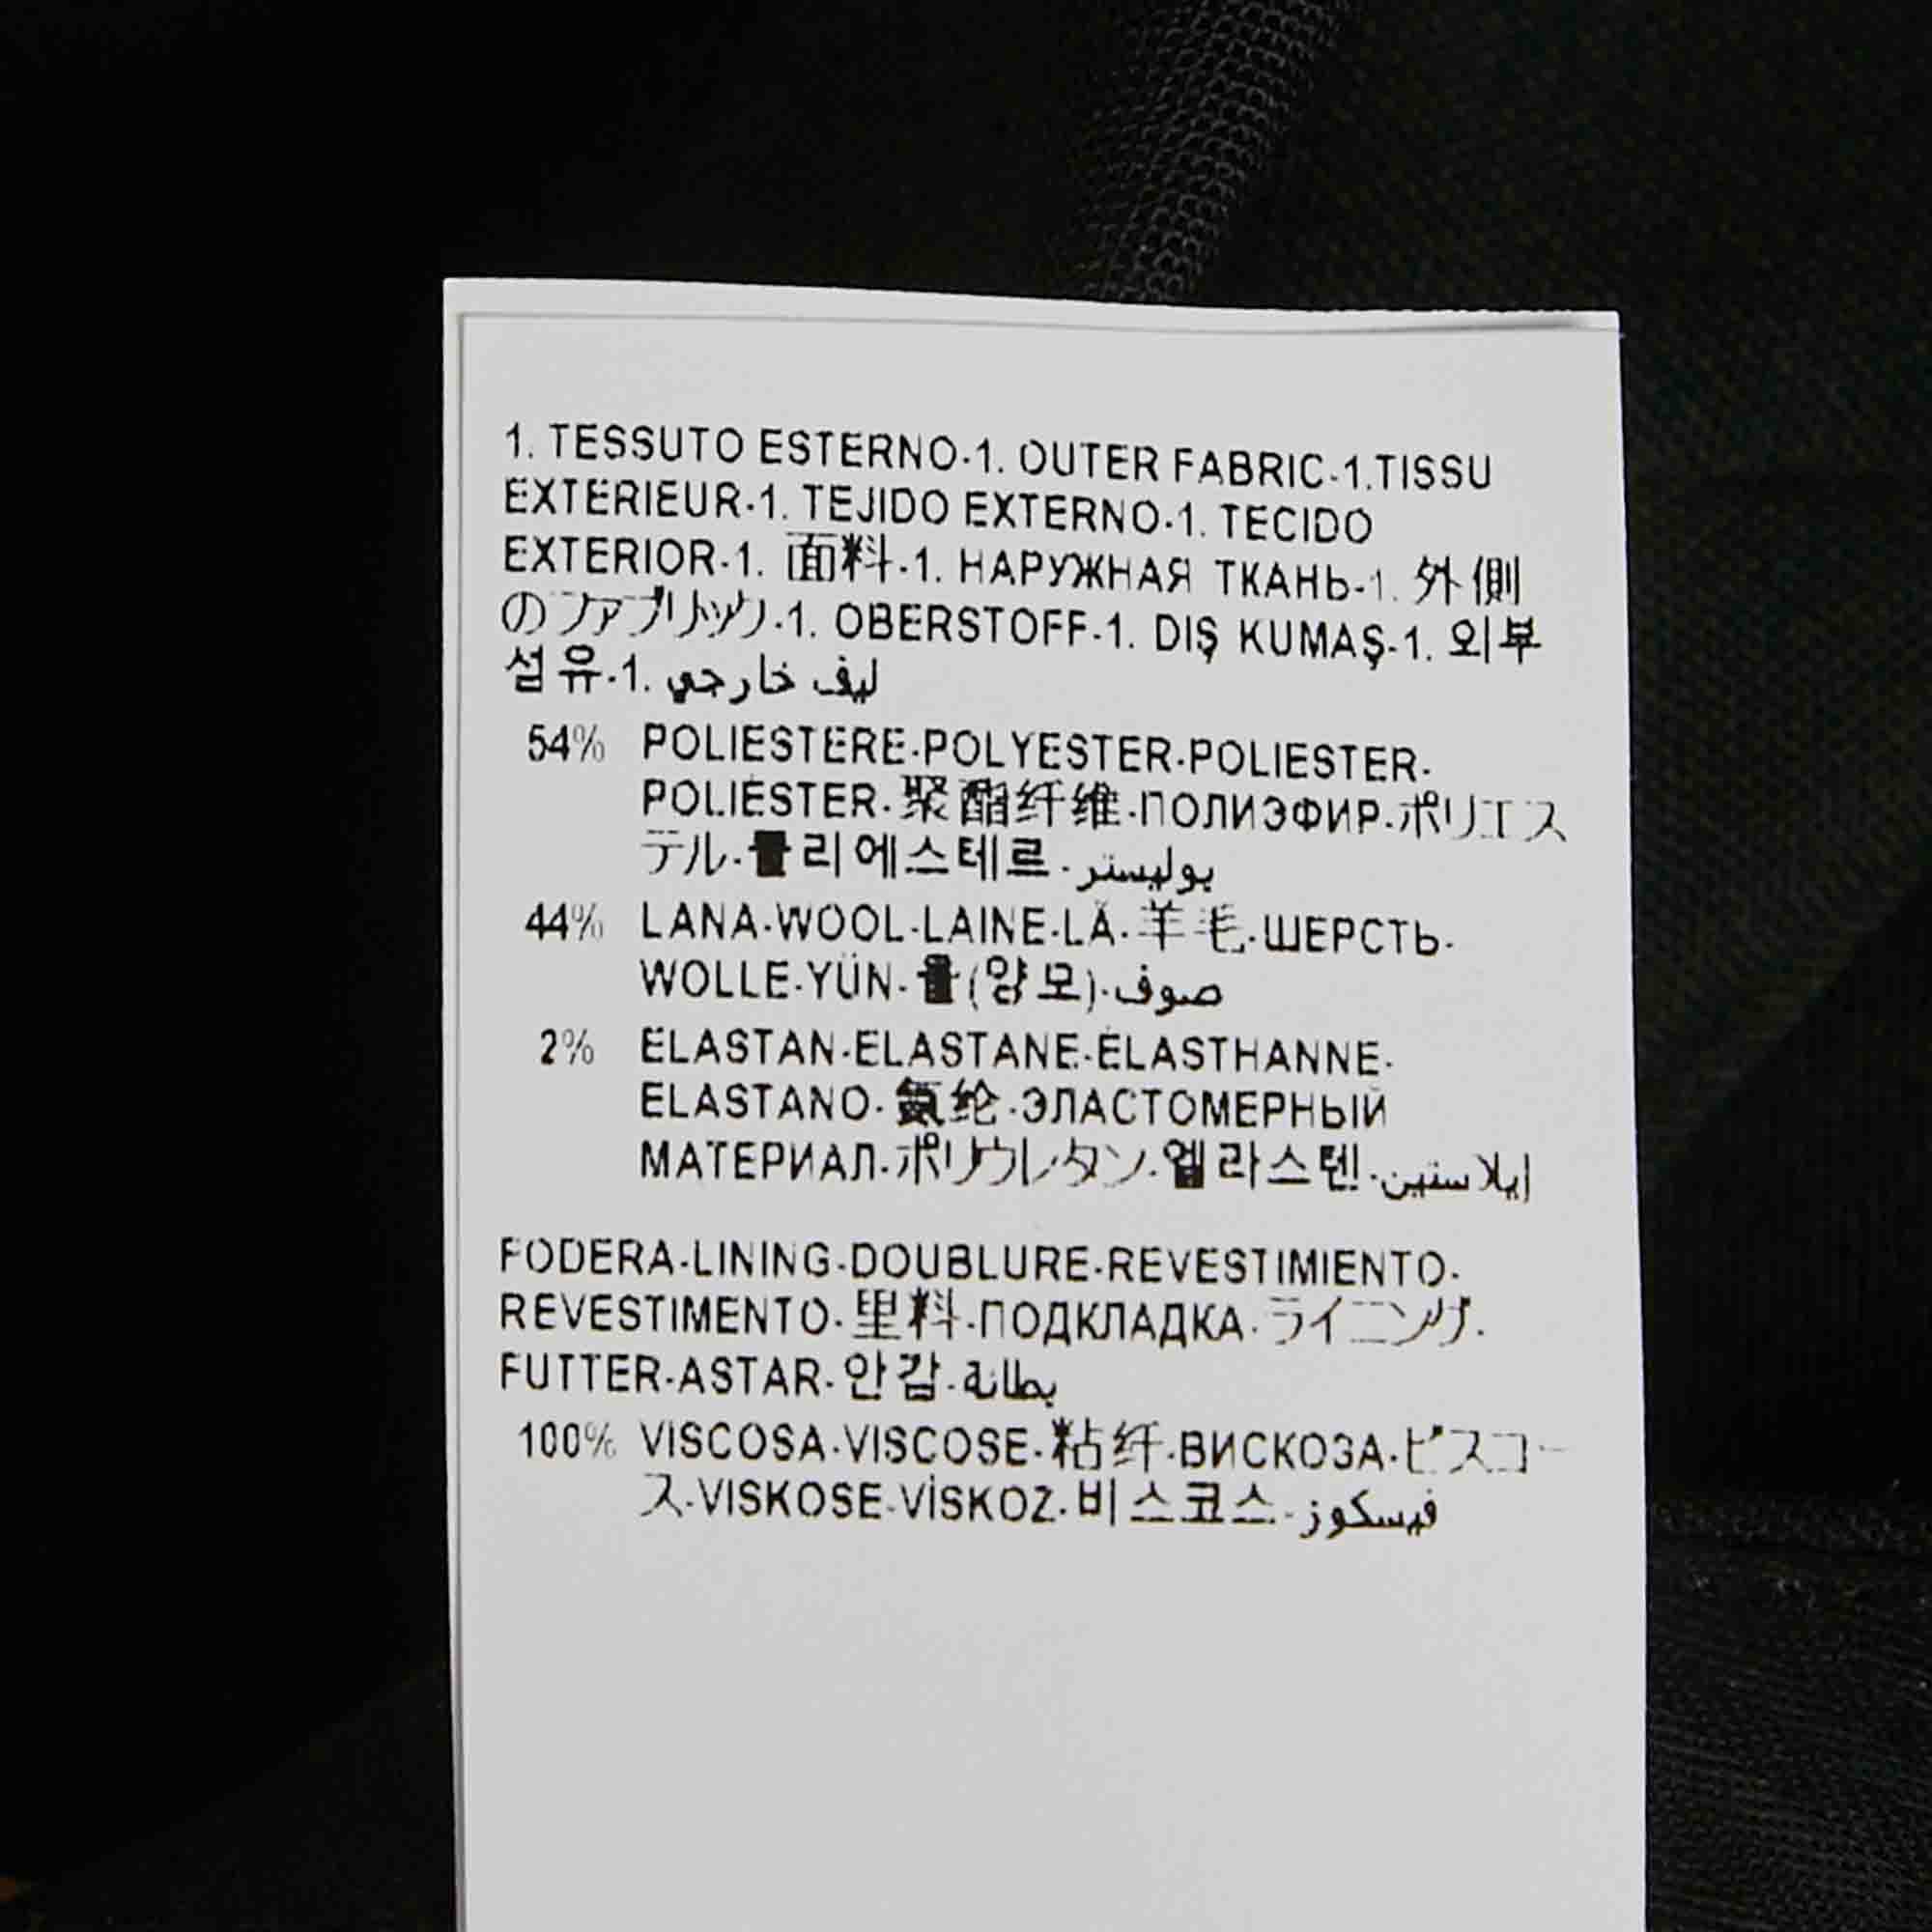 1. TESSUTO ESTERNO-1. OUTER FABRIC-1.TISSU
EXTERIEUR-1. TEJIDO EXTERNO-1. TECIDO
EXTERIOR-1. 面料-1. НАРУЖНАЯ ТКАНЬ-1. 外側
のファブリック-1. OBERSTOFF-1. DIŞ KUMAŞ-1. 외부
섬유-1. ليف خارجي
54% POLIESTERE-POLYESTER-POLIESTER-
POLIÉSTER-聚酯纤维-ПОЛИЭФИР-ポリエス
テル-폴리에스테르-بوليستر
44% LANA-WOOL-LAINE-LÃ-羊毛-ШЕРСТЬ-
WOLLE-YÜN-울(양모)-صوف
2% ELASTAN-ELASTANE-ÉLASTHANNE-
ELASTANO-氨纶-ЭЛАСТОМЕРНЫЙ
МАТЕРИАЛ-ポリウレタン-엘라스텐-إيلاستين
FODERA-LINING-DOUBLURE-REVESTIMIENTO-
REVESTIMENTO-里料-ПОДКЛАДКА-ライニング-
FUTTER-ASTAR-안감-بطانة
100% VISCOSA-VISCOSE-粘纤-ВИСКОЗА-ビスコー
ス-VISKOSE-VİSKOZ-비스코스-فيسكوز